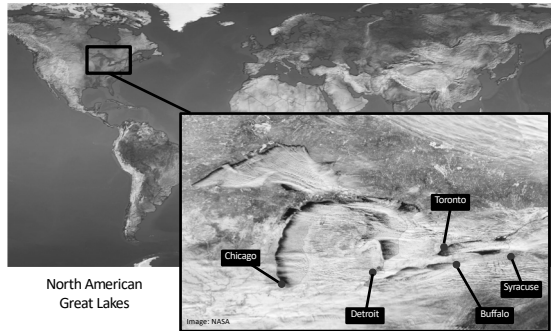 Toronto
Chicago
Syracuse
North American
Great Lakes
Detroit
Buffalo
Image: NASA